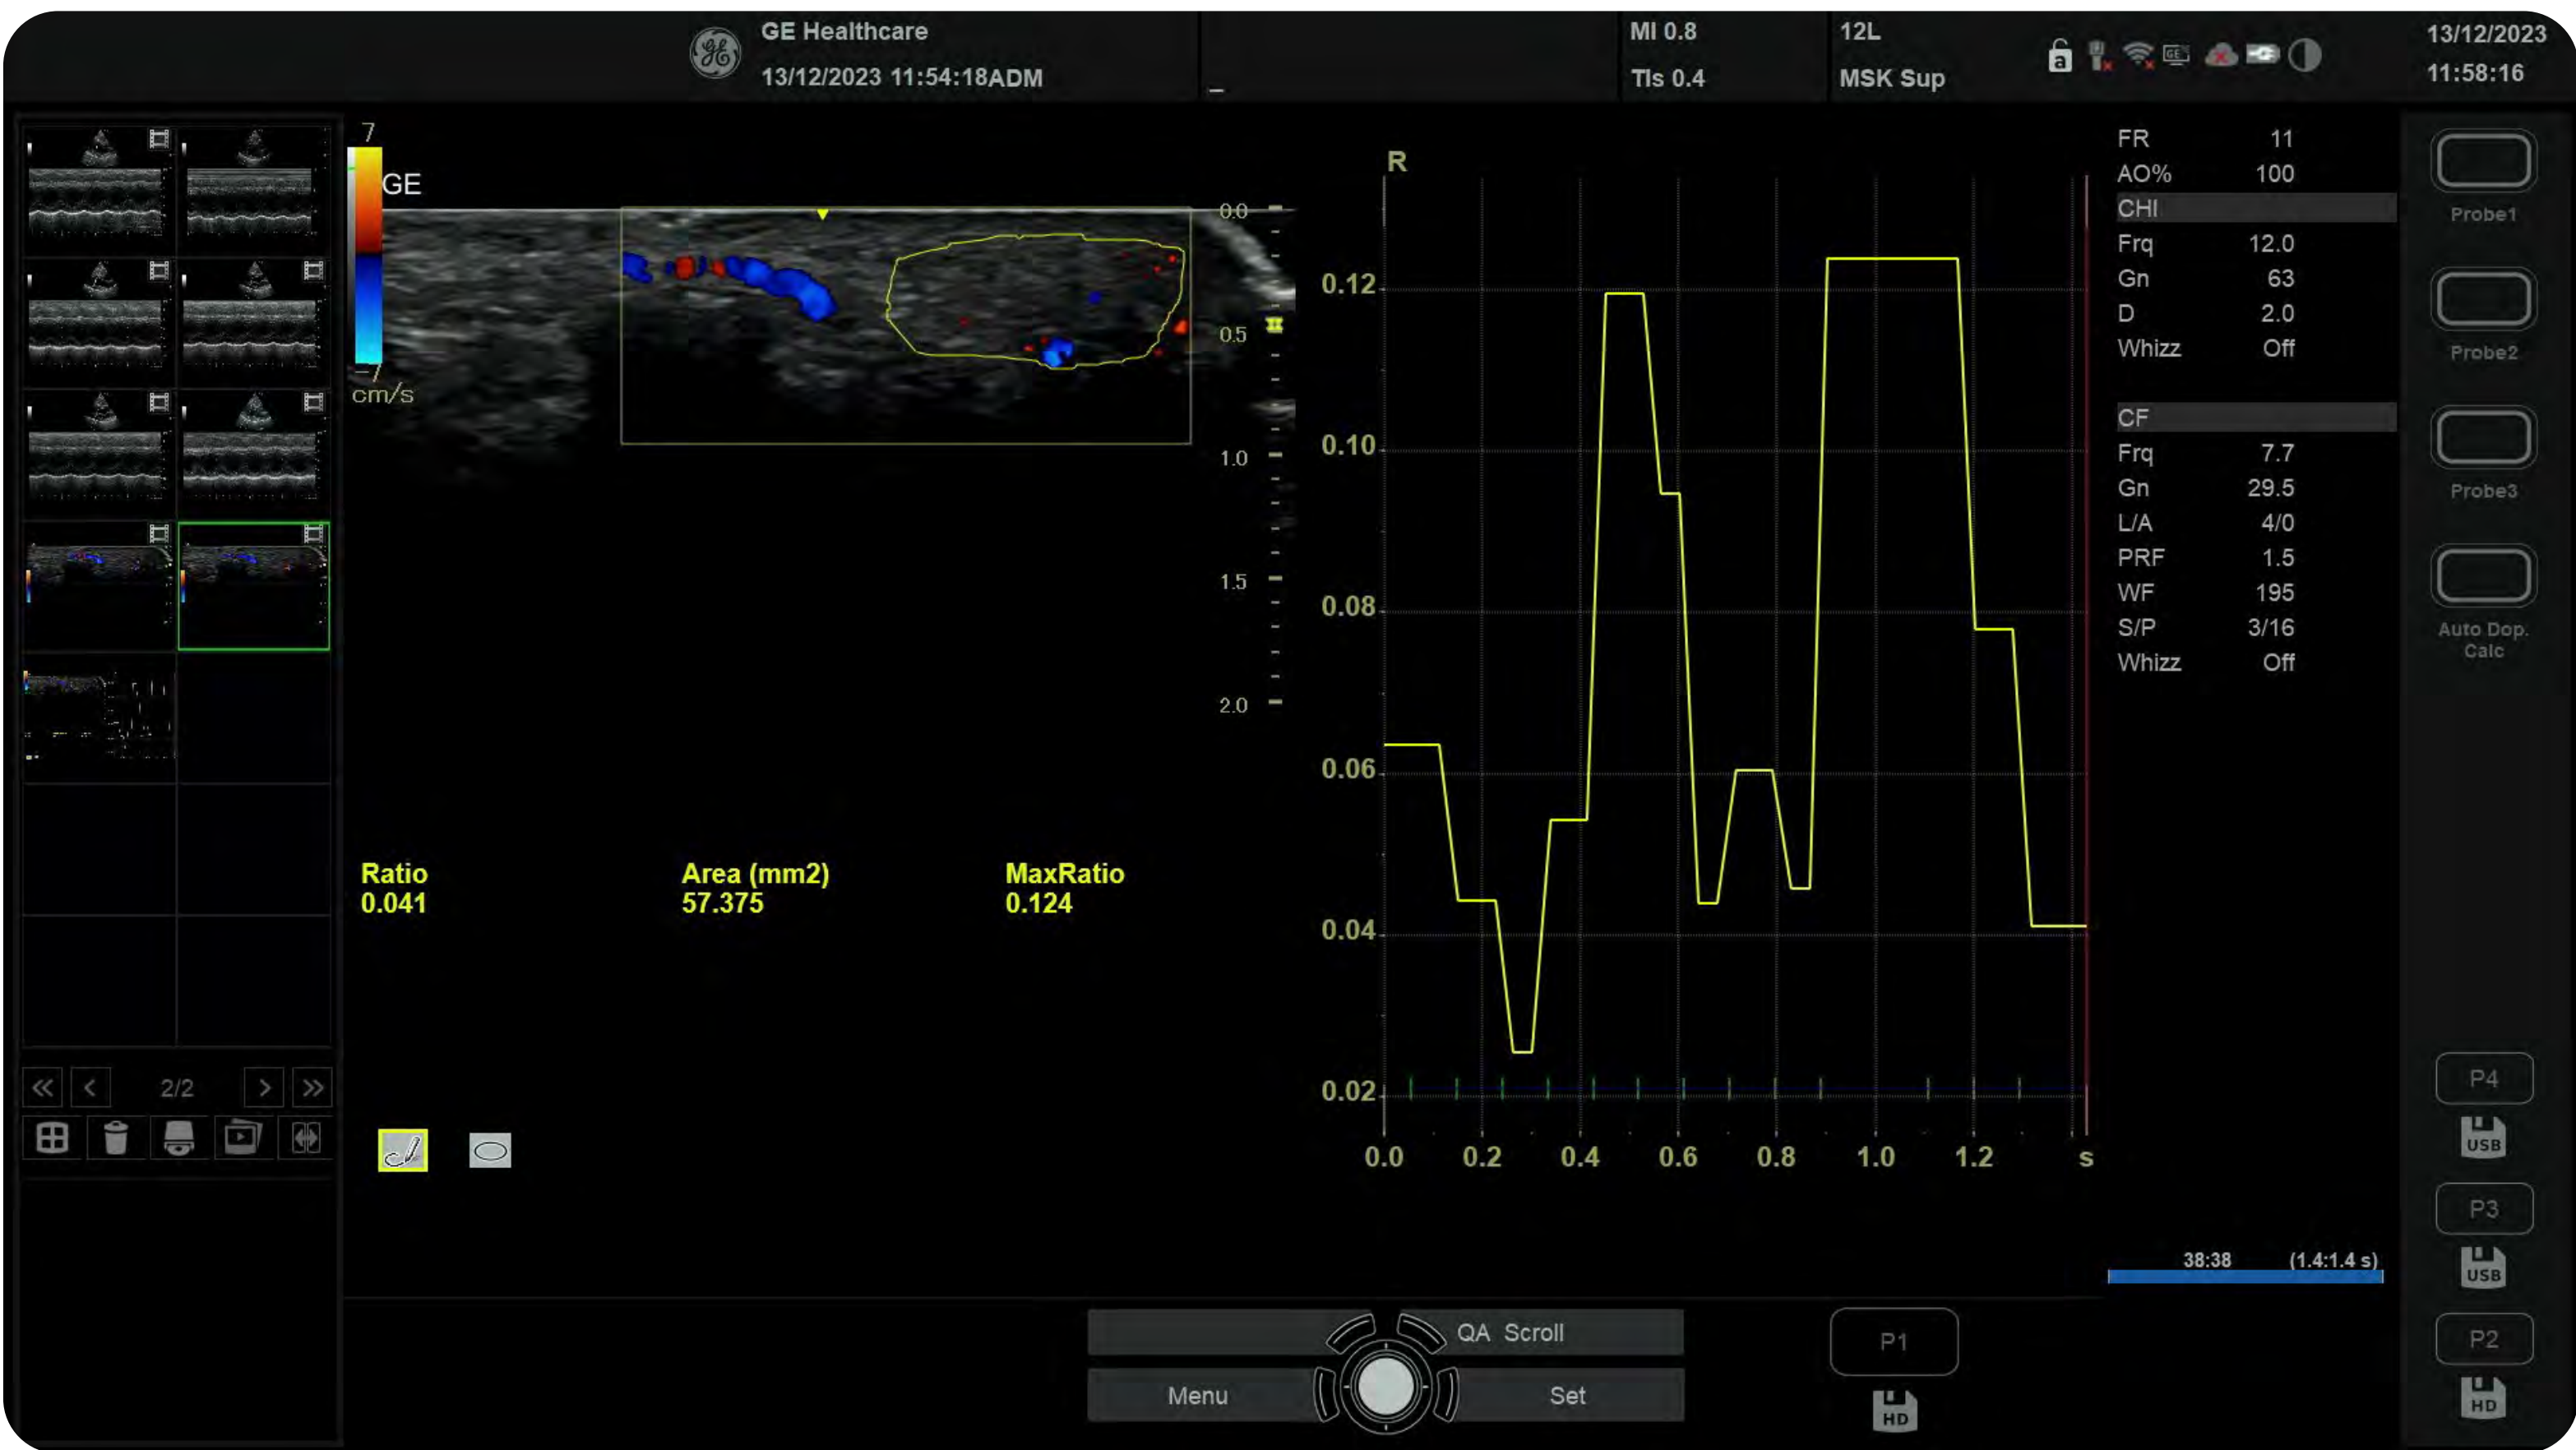 GE Healthcare
13/12/2023 11:54:18ADM
MI 0.8
TIs 0.4
12L
MSK Sup
13/12/2023
11:58:16
7
GE
-7
cm/s
0.0
0.5
1.0
1.5
2.0
R
0.12
0.10
0.08
0.06
0.04
0.02
0.0 0.2 0.4 0.6 0.8 1.0 1.2 s
FR 11
AO% 100
CHI
Frq 12.0
Gn 63
D 2.0
Whizz Off
CF
Frq 7.7
Gn 29.5
L/A 4/0
PRF 1.5
WF 195
S/P 3/16
Whizz Off
Probe1
Probe2
Probe3
Auto Dop.
Calc
Ratio
0.041
Area (mm2)
57.375
MaxRatio
0.124
2/2
38:38 (1.4:1.4 s)
QA Scroll
Menu
Set
P1
HD
P4
USB
P3
USB
P2
HD